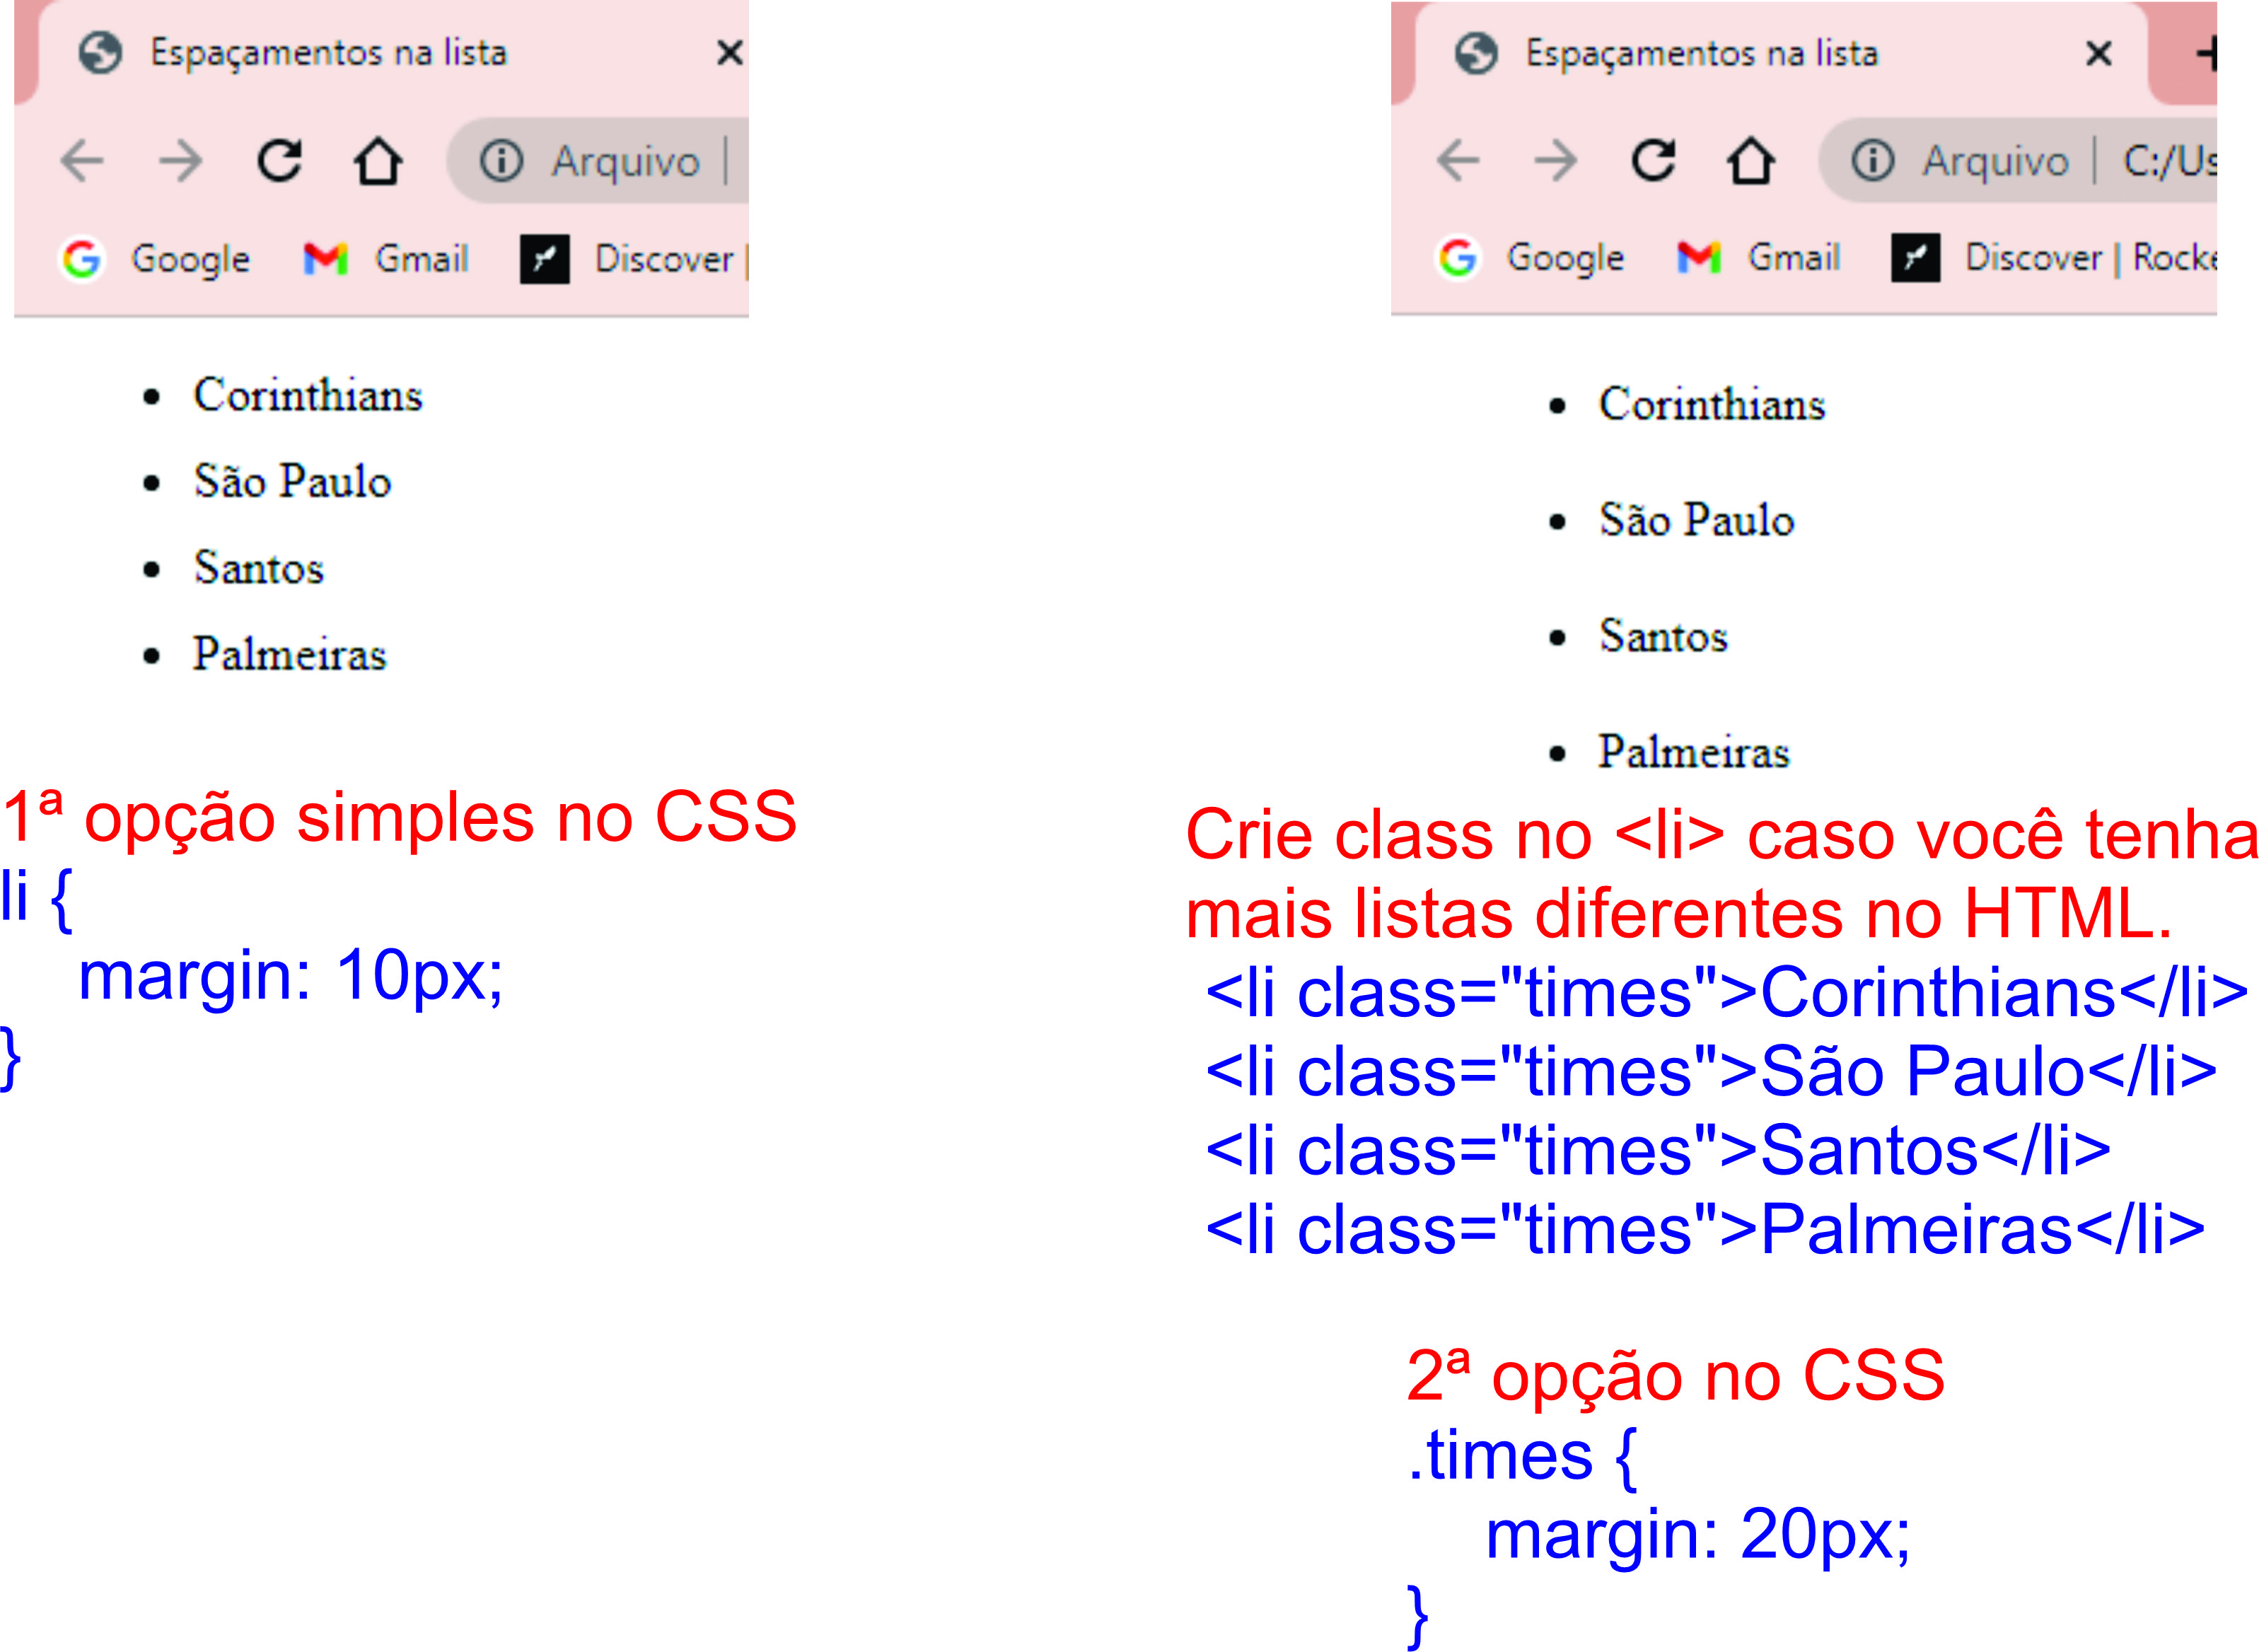 Espaçamentos na lista
Arquivo
Google Gmail Discover
Corinthians
São Paulo
Santos
Palmeiras
1ª opção simples no CSS
li {
margin: 10px;
}
Espaçamentos na lista
Arquivo | C:/Us
Google Gmail Discover | Rocke
Corinthians
São Paulo
Santos
Palmeiras
Crie class no <li> caso você tenha
mais listas diferentes no HTML.
<li class="times">Corinthians</li>
<li class="times">São Paulo</li>
<li class="times">Santos</li>
<li class="times">Palmeiras</li>
2ª opção no CSS
.times {
margin: 20px;
}